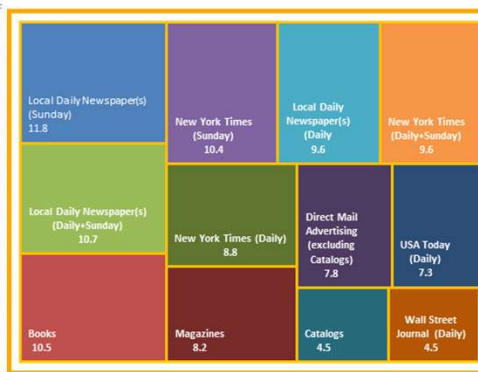 Local Daily Newspaper(s)
(Sunday)
11.8
New York Times
(Sunday)
10.4
Local Daily
Newspaper(s)
(Daily
9.6
New York Times
(Daily+Sunday)
9.6
Local Daily Newspaper(s)
(Daily+Sunday)
10.7
New York Times (Daily)
8.8
Direct Mail
Advertising
(excluding
Catalogs)
7.8
USA Today
(Daily)
7.3
Books
10.5
Magazines
8.2
Catalogs
4.5
Wall Street
Journal (Daily)
4.5